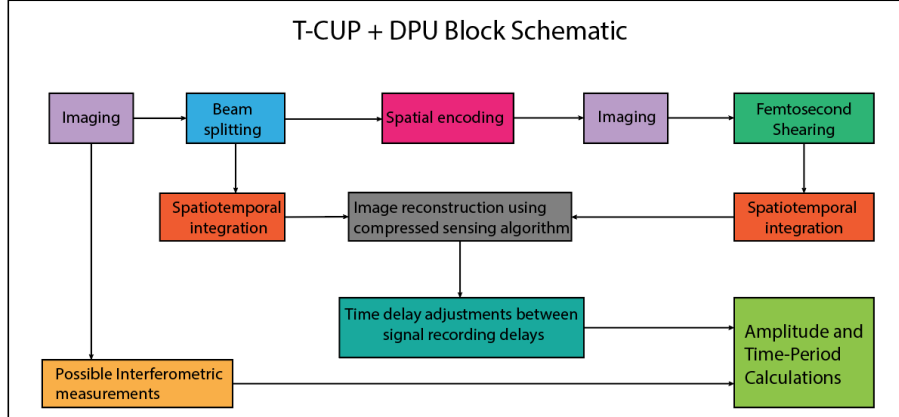 T-CUP + DPU Block Schematic
Imaging
Beam
splitting
Spatial encoding
Imaging
Femtosecond
Shearing
Spatiotemporal
integration
Image reconstruction using
compressed sensing algorithm
Spatiotemporal
integration
Time delay adjustments between
signal recording delays
Amplitude and
Time-Period
Calculations
Possible Interferometric
measurements